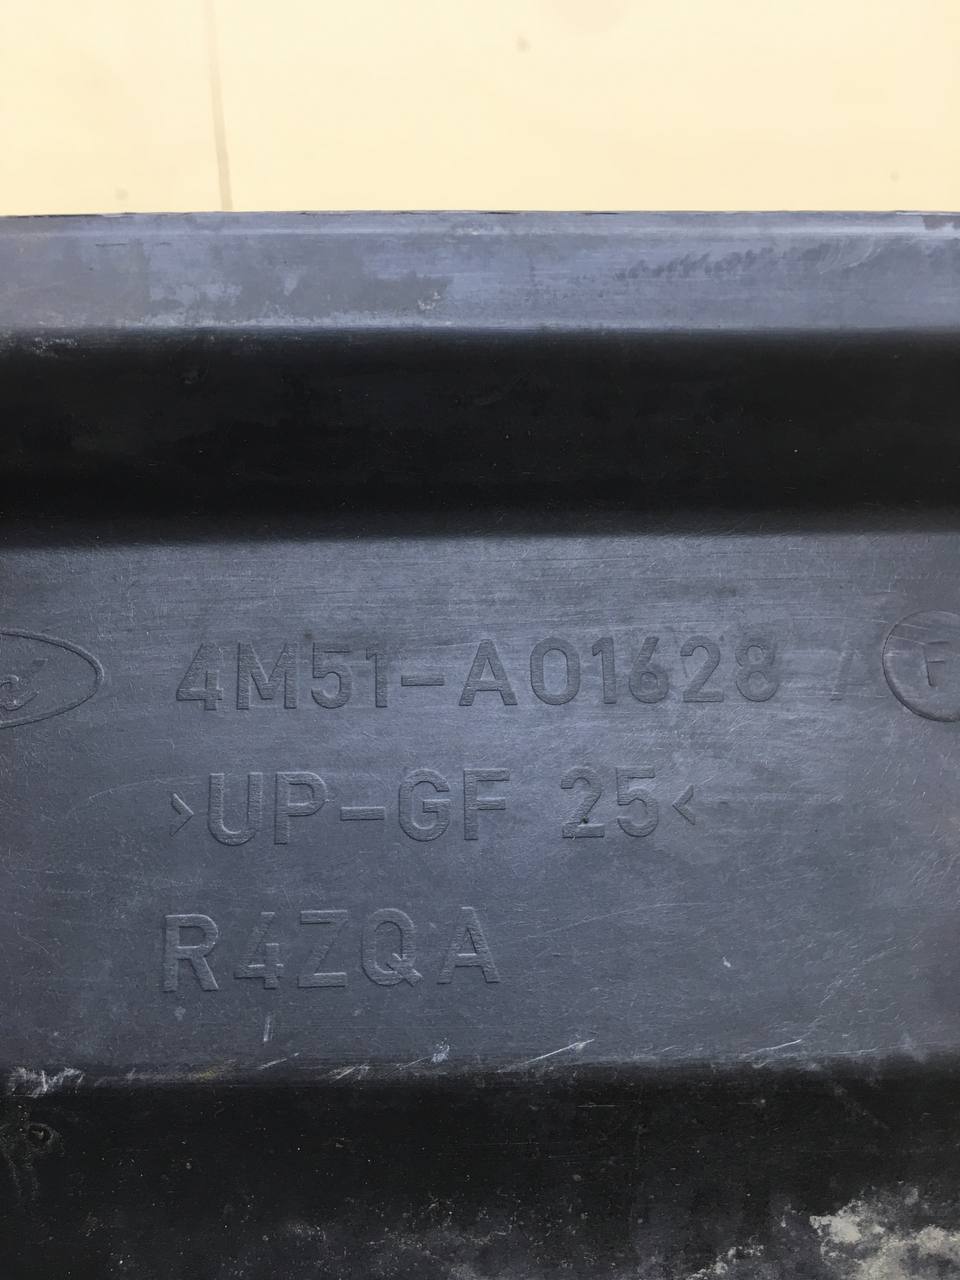 4M51-A01628 A F
>UP-GF 25<
R4ZQA